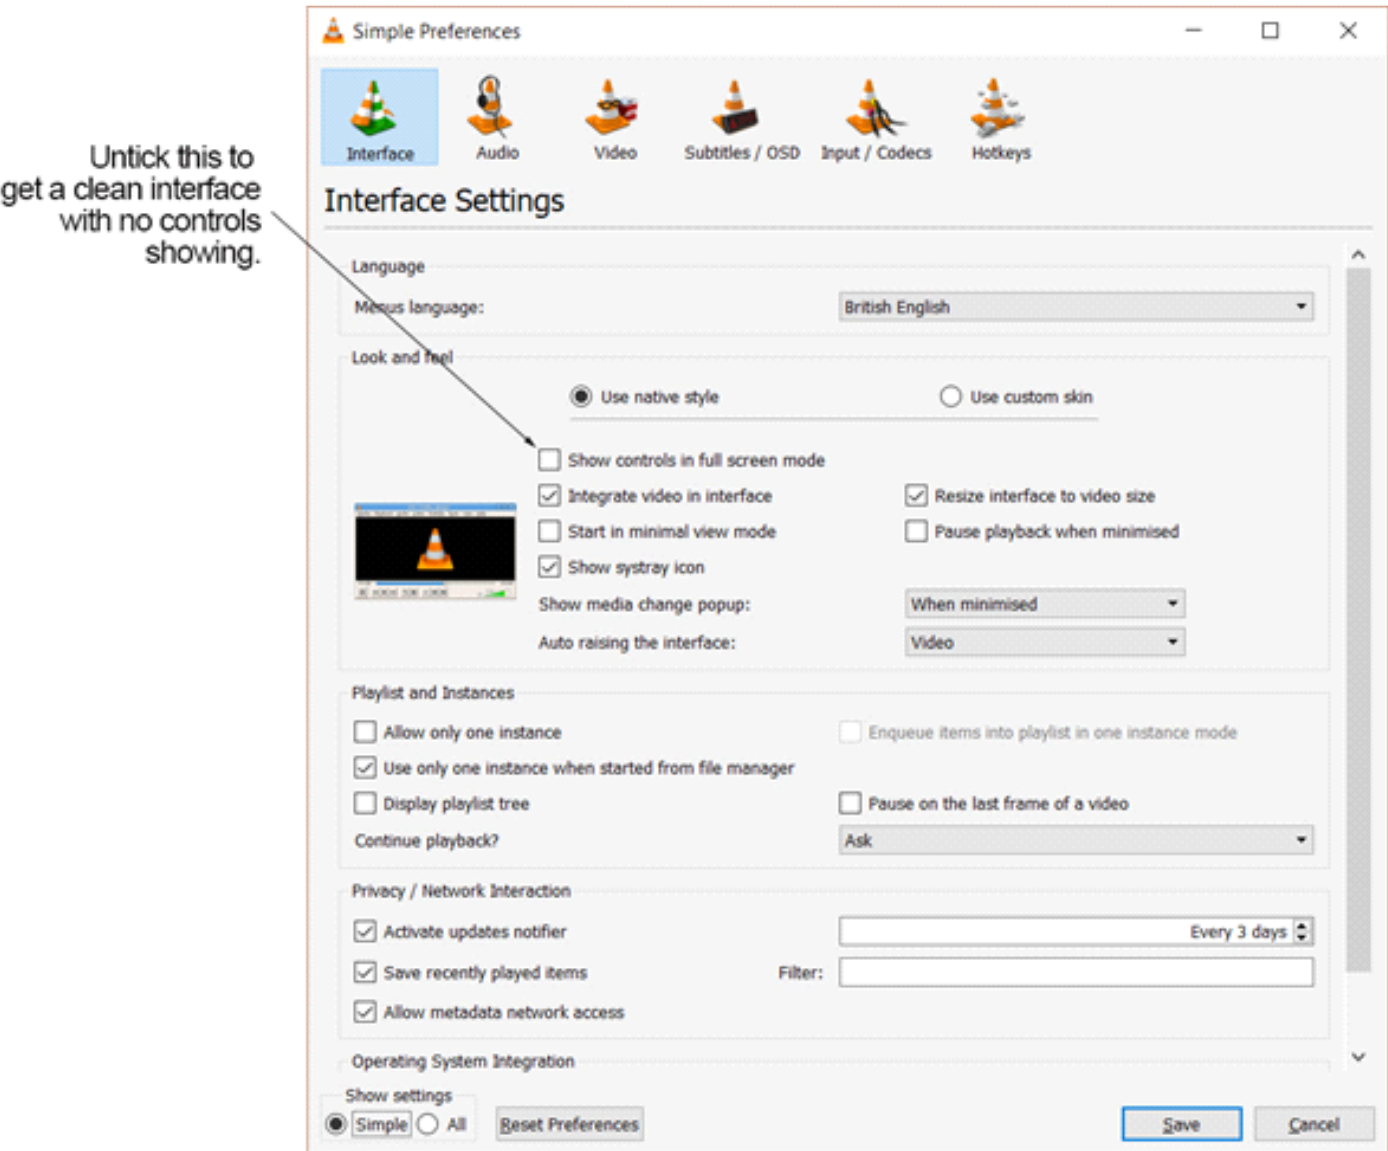 Simple Preferences
Interface
Audio
Video
Subtitles / OSD
Input / Codecs
Hotkeys
Untick this to
get a clean interface
with no controls
showing.
Interface Settings
Language
Menus language:
British English
Look and feel
Use native style
Use custom skin
Show controls in full screen mode
Integrate video in interface
Resize interface to video size
Start in minimal view mode
Pause playback when minimised
Show systray icon
Show media change popup:
When minimised
Auto raising the interface:
Video
Playlist and Instances
Allow only one instance
Enqueue items into playlist in one instance mode
Use only one instance when started from file manager
Display playlist tree
Pause on the last frame of a video
Continue playback?
Ask
Privacy / Network Interaction
Activate updates notifier
Every 3 days
Save recently played items
Filter:
Allow metadata network access
Operating System Integration
Show settings
Simple
All
Reset Preferences
Save
Cancel